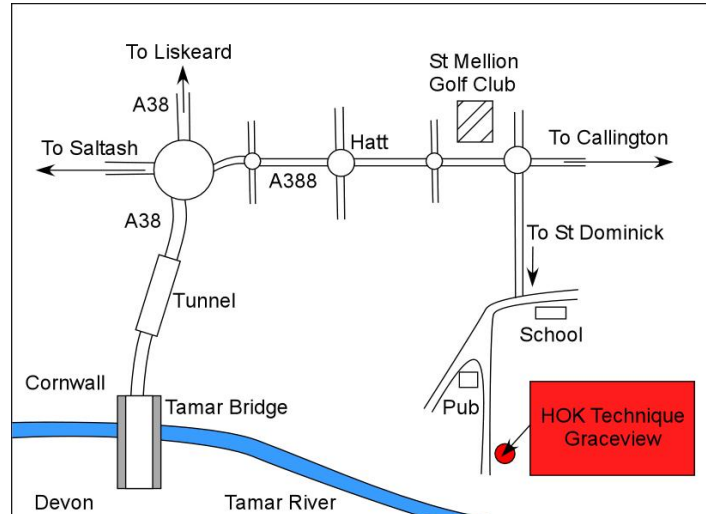 To Liskeard
St Mellion
Golf Club
A38
To Saltash
Hatt
To Callington
A388
A38
To St Dominick
Tunnel
School
Cornwall
Tamar Bridge
Pub
HOK Technique
Graceview
Devon
Tamar River